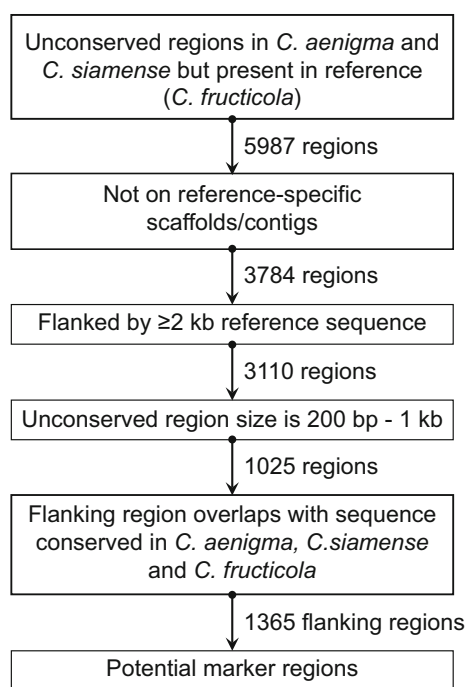 Unconserved regions in C. aenigma and
C. siamense but present in reference
(C. fructicola)
5987 regions
Not on reference-specific
scaffolds/contigs
3784 regions
Flanked by ≥2 kb reference sequence
3110 regions
Unconserved region size is 200 bp - 1 kb
1025 regions
Flanking region overlaps with sequence
conserved in C. aenigma, C.siamense
and C. fructicola
1365 flanking regions
Potential marker regions